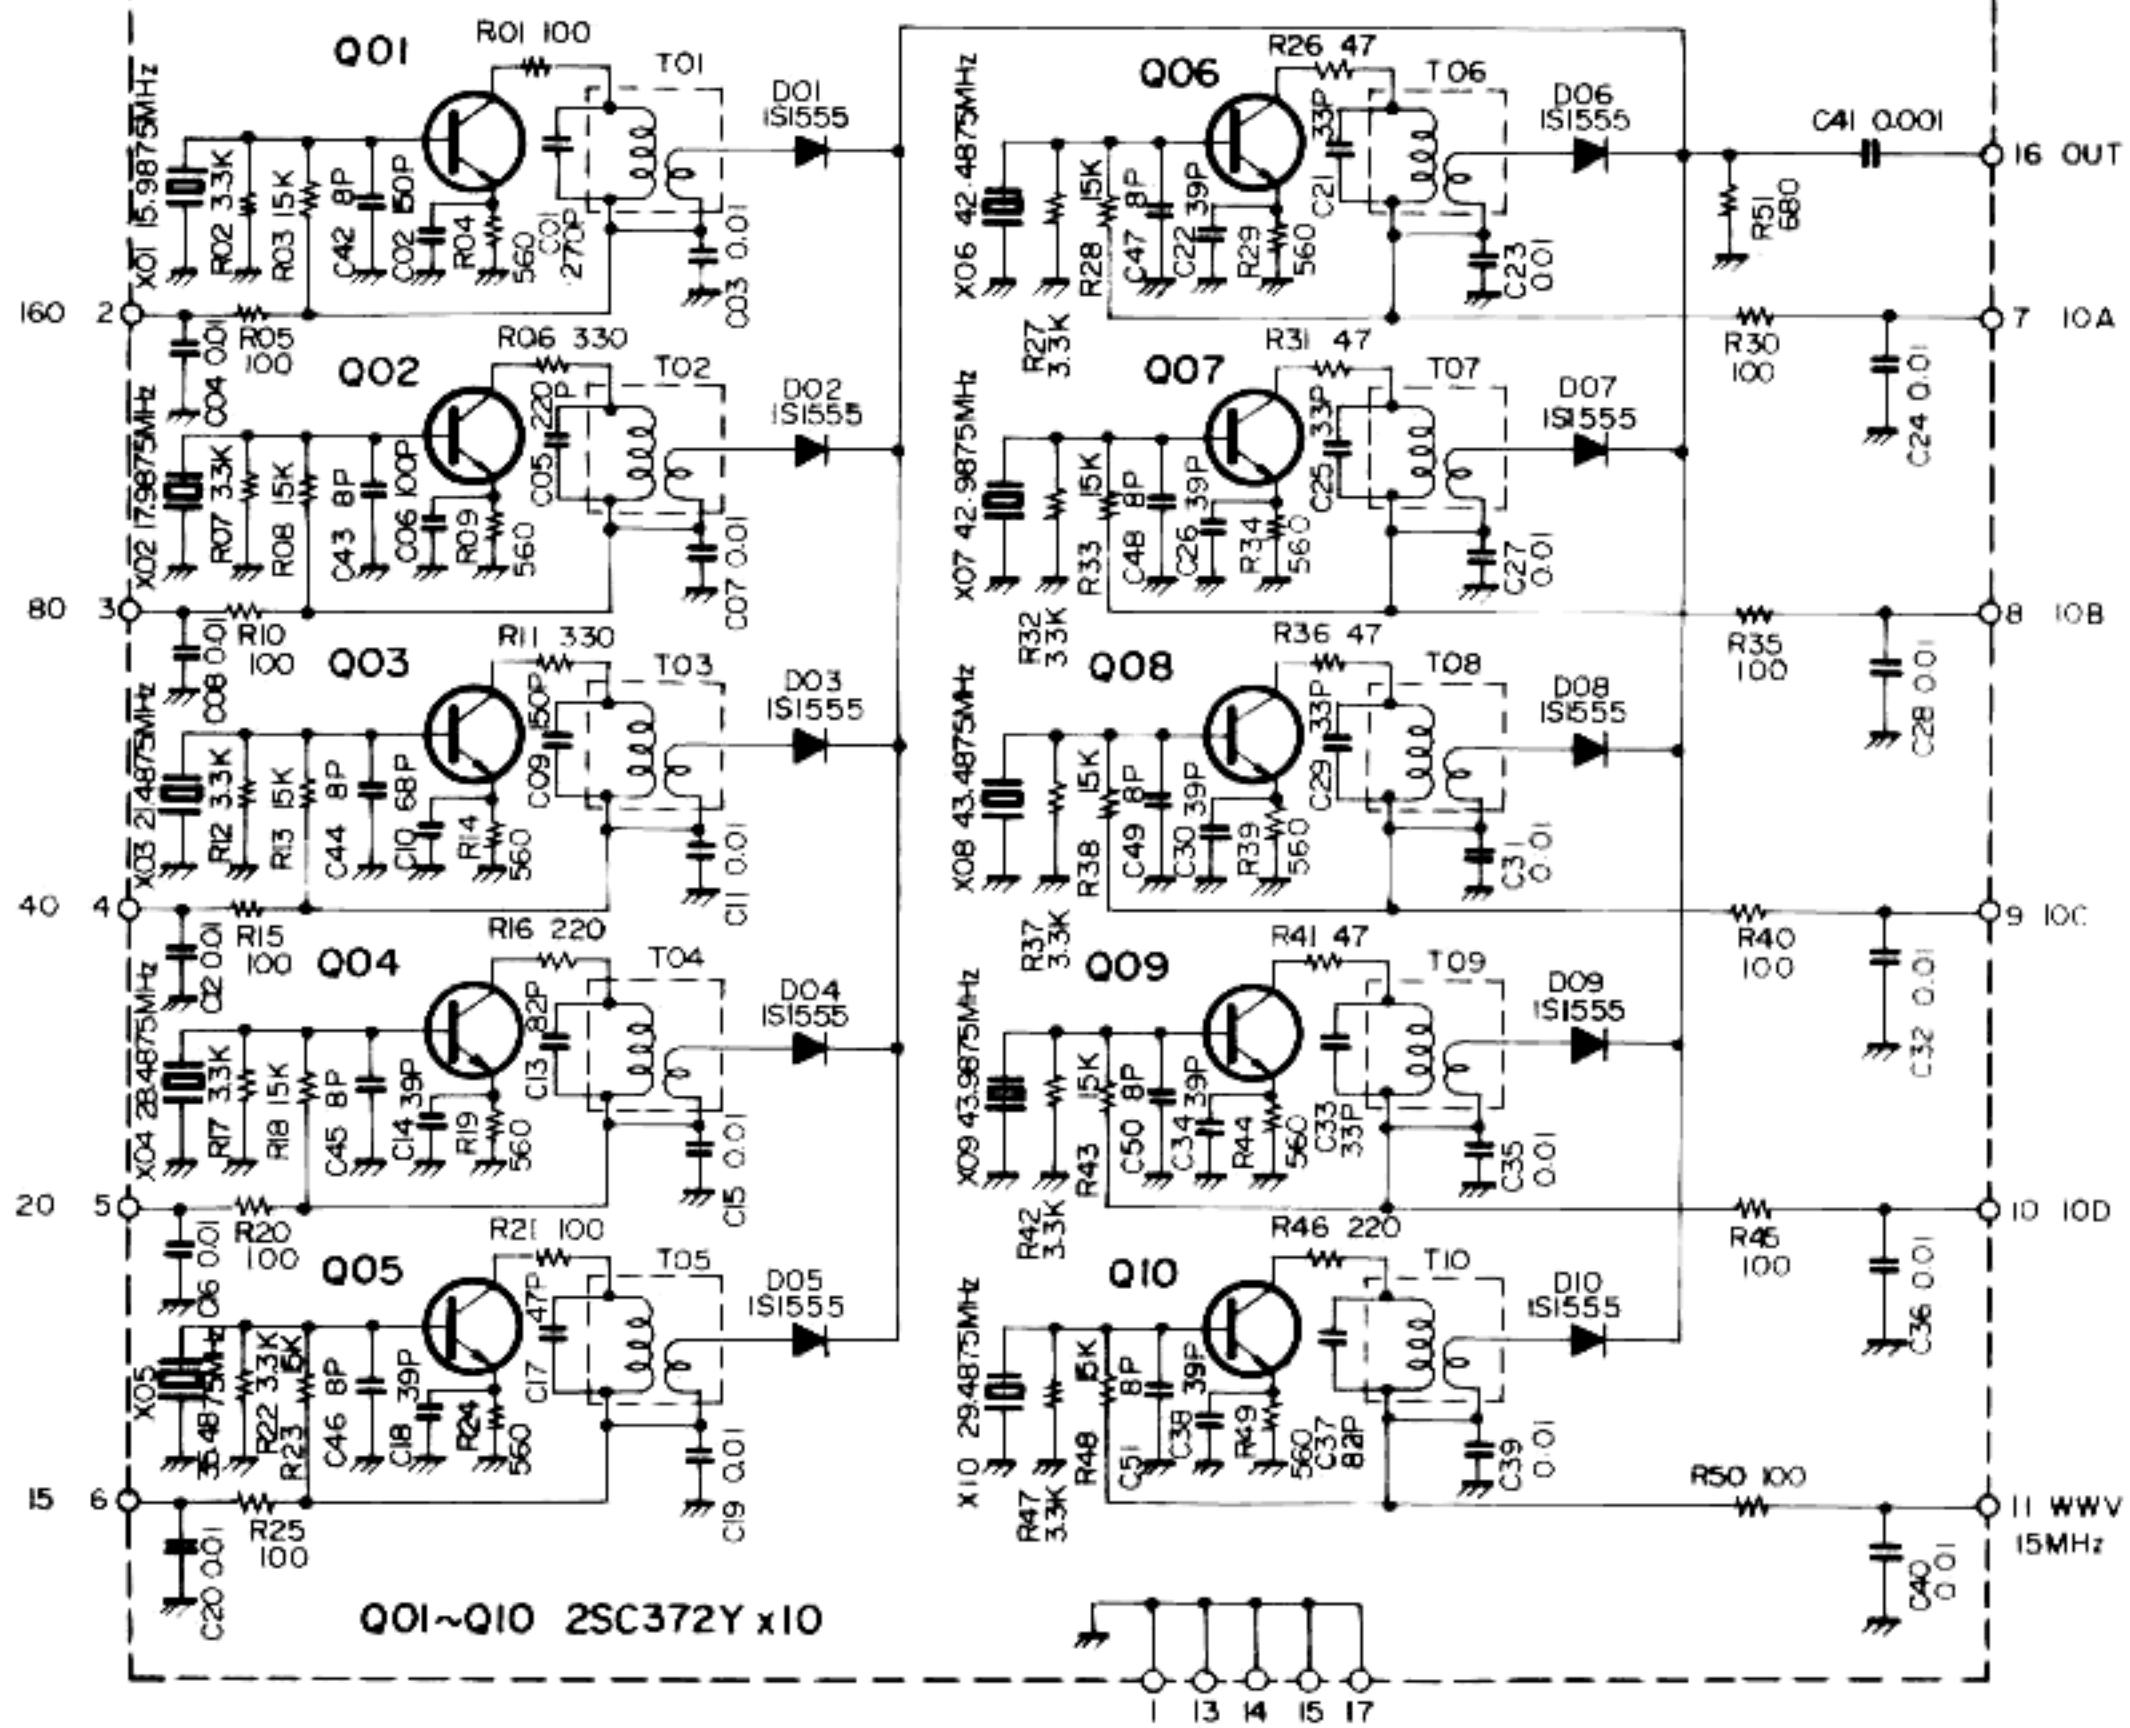 Q01
R01 100
T01
D01
1S1555
X01 15.9875MHz
R02 3.3K
R03 15K
C42 8P
C02 150P
R04
560
C01
270P
C03 0.01
160 2
C04 0.01
R05
100
Q02
R06 330
T02
D02
1S1555
X02 17.9875MHz
R07 3.3K
R08 15K
C43 8P
C06 100P
R09
560
C05 220P
C07 0.01
80 3
C08 0.01
R10
100
Q03
R11 330
T03
D03
1S1555
X03 21.4875MHz
R12 3.3K
R13 15K
C44 8P
C10 68P
R14
560
C09 150P
C11 0.01
40 4
C12 0.01
R15
100
Q04
R16 220
T04
D04
1S1555
X04 28.4875MHz
R17 3.3K
R18 15K
C45 8P
C14 39P
R19
560
C13 82P
C15 0.01
20 5
C16 0.01
R20
100
Q05
R21 100
T05
D05
1S1555
X05
35.4875MHz
R22 3.3K
R23 15K
C46 8P
C18 39P
R24
560
C17 47P
C19 0.01
15 6
C20 0.01
R25
100
Q06
R26 47
T06
D06
1S1555
X06 42.4875MHz
R27
3.3K
R28 15K
C47 8P
C22 39P
R29
560
C21 33P
C23
0.01
C41 0.001
16 OUT
R51
680
R30
100
7 10A
C24 0.01
Q07
R31 47
T07
D07
1S1555
X07 42.9875MHz
R32
3.3K
R33 15K
C48 8P
C26 39P
R34
560
C25 33P
C27
0.01
R35
100
8 10B
C28 0.01
Q08
R36 47
T08
D08
1S1555
X08 43.4875MHz
R37
3.3K
R38 15K
C49 8P
C30 39P
R39
560
C29 33P
C31
0.01
R40
100
9 10C
C32 0.01
Q09
R41 47
T09
D09
1S1555
X09 43.9875MHz
R42
3.3K
R43 15K
C50 8P
C34 39P
R44
560
C33
33P
C35
0.01
R45
100
10 10D
C36 0.01
Q10
R46 220
T10
D10
1S1555
X10 29.4875MHz
R47
3.3K
R48 15K
C51 8P
C38 39P
R49
560
C37
82P
C39
0.01
R50 100
11 WWV
15MHz
C40
0.01
Q01~Q10 2SC372Y x10
1 13 14 15 17